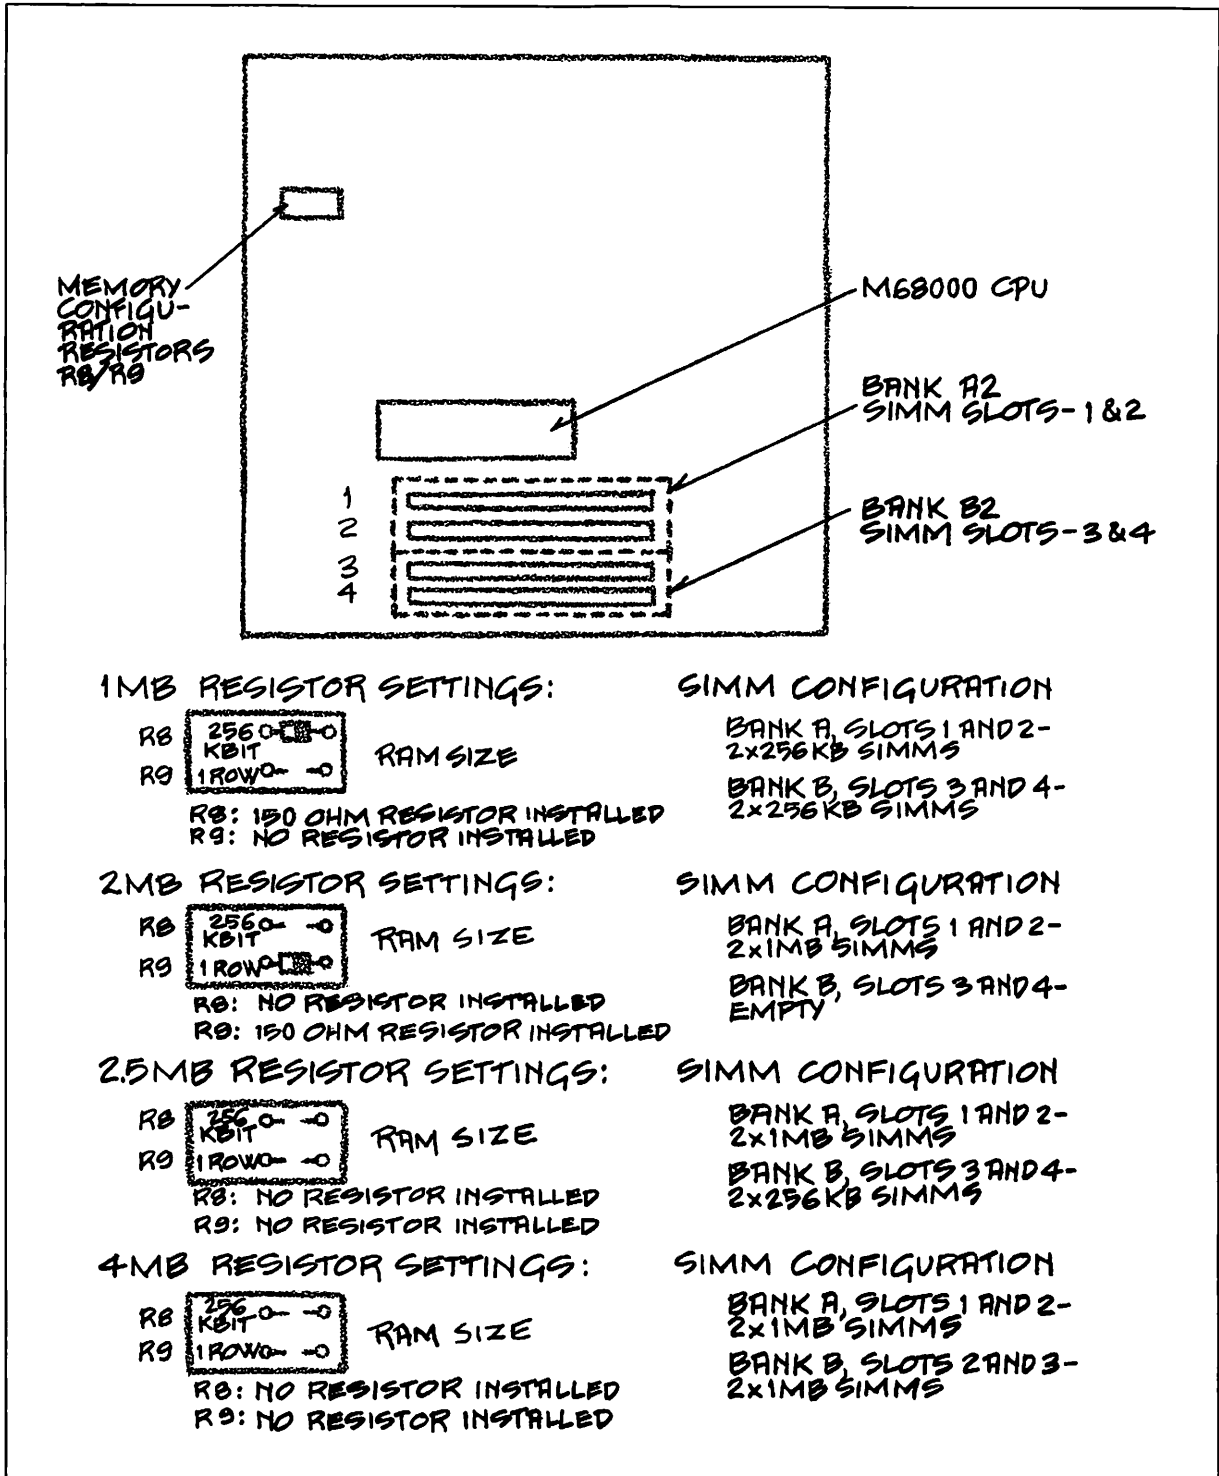 MEMORY
CONFIGU-
RATION
RESISTORS
R8/R9
M68000 CPU
BANK A2
SIMM SLOTS-1&2
BANK B2
SIMM SLOTS-3&4
1
2
3
4
1MB RESISTOR SETTINGS:
R8
256
KBIT
R9
1 ROW
RAM SIZE
R8: 150 OHM RESISTOR INSTALLED
R9: NO RESISTOR INSTALLED
SIMM CONFIGURATION
BANK A, SLOTS 1 AND 2-
2x256KB SIMMS
BANK B, SLOTS 3 AND 4-
2x256KB SIMMS
2MB RESISTOR SETTINGS:
R8
256
KBIT
R9
1 ROW
RAM SIZE
R8: NO RESISTOR INSTALLED
R9: 150 OHM RESISTOR INSTALLED
SIMM CONFIGURATION
BANK A, SLOTS 1 AND 2-
2x1MB SIMMS
BANK B, SLOTS 3 AND 4-
EMPTY
2.5MB RESISTOR SETTINGS:
R8
256
KBIT
R9
1 ROW
RAM SIZE
R8: NO RESISTOR INSTALLED
R9: NO RESISTOR INSTALLED
SIMM CONFIGURATION
BANK A, SLOTS 1 AND 2-
2x1MB SIMMS
BANK B, SLOTS 3 AND 4-
2x256KB SIMMS
4MB RESISTOR SETTINGS:
R8
256
KBIT
R9
1 ROW
RAM SIZE
R8: NO RESISTOR INSTALLED
R9: NO RESISTOR INSTALLED
SIMM CONFIGURATION
BANK A, SLOTS 1 AND 2-
2x1MB SIMMS
BANK B, SLOTS 2 AND 3-
2x1MB SIMMS